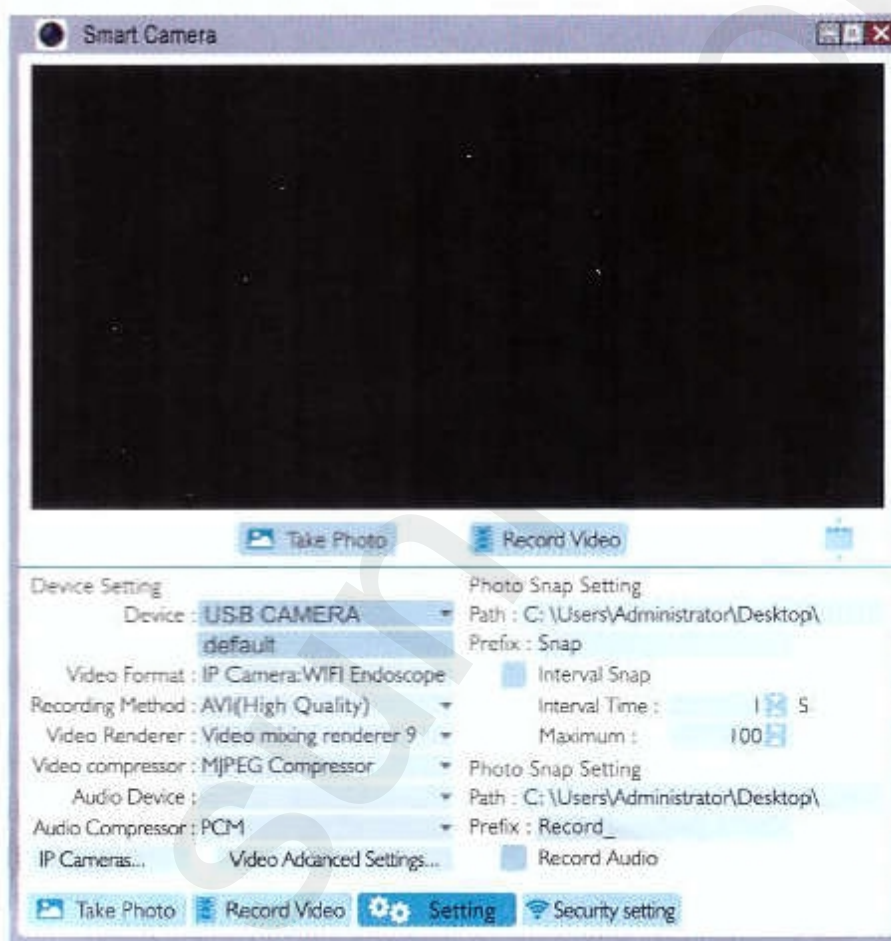 Smart Camera
Take Photo
Record Video
Device Setting
Device : USB CAMERA
default
Video Format : IP Camera:WIFI Endoscope
Recording Method : AVI(High Quality)
Video Renderer : Video mixing renderer 9
Video compressor : MJPEG Compressor
Audio Device :
Audio Compressor : PCM
IP Cameras...
Video Adcanced Settings...
Photo Snap Setting
Path : C: \Users\Administrator\Desktop\
Prefix : Snap
Interval Snap
Interval Time : 1 S
Maximum : 100
Photo Snap Setting
Path : C: \Users\Administrator\Desktop\
Prefix : Record_
Record Audio
Take Photo
Record Video
Setting
Security setting